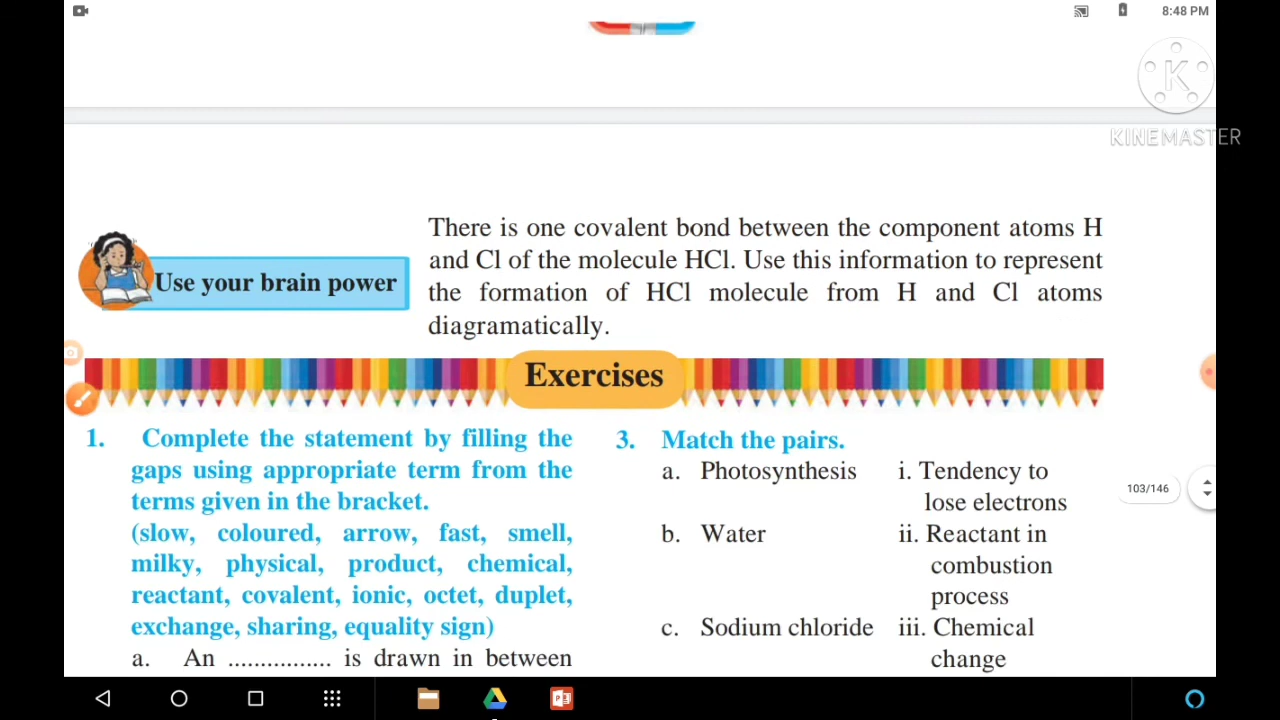 8:48 PM
KINEMASTER
There is one covalent bond between the component atoms H
and Cl of the molecule HCl. Use this information to represent
the formation of HCl molecule from H and Cl atoms
diagramatically.
Use your brain power
Exercises
1. Complete the statement by filling the
gaps using appropriate term from the
terms given in the bracket.
(slow, coloured, arrow, fast, smell,
milky, physical, product, chemical,
reactant, covalent, ionic, octet, duplet,
exchange, sharing, equality sign)
a. An ................ is drawn in between
3. Match the pairs.
a. Photosynthesis i. Tendency to
lose electrons
b. Water ii. Reactant in
combustion
process
c. Sodium chloride iii. Chemical
change
103/146